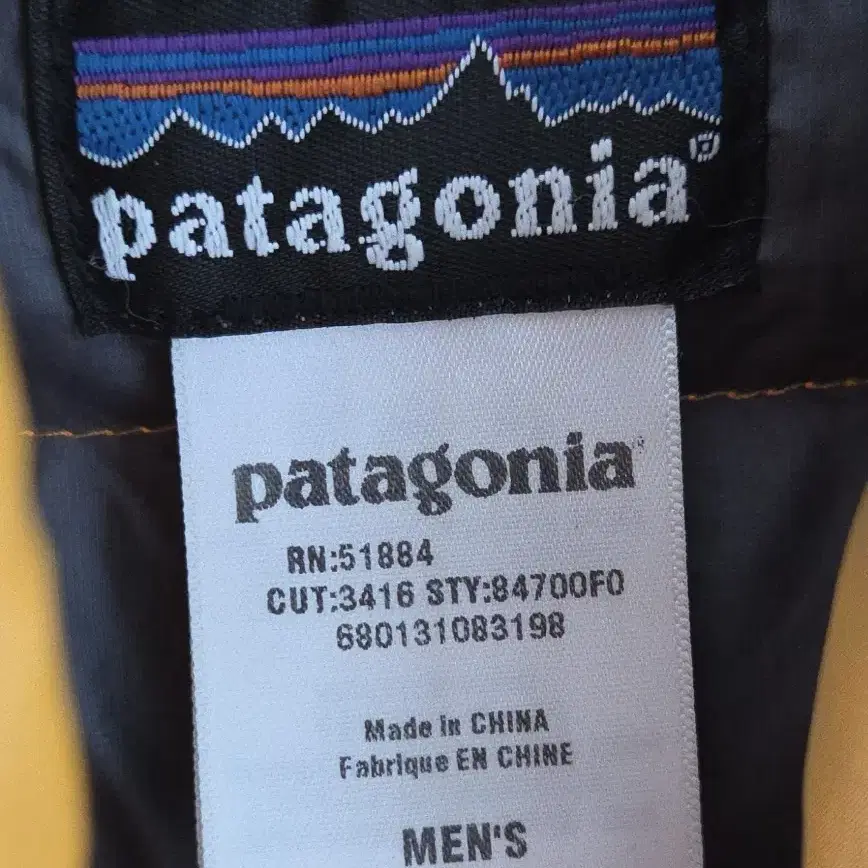 patagonia®
patagonia
RN:51884
CUT:3416 STY:84700F0
680131083198
Made in CHINA
Fabrique EN CHINE
MEN'S